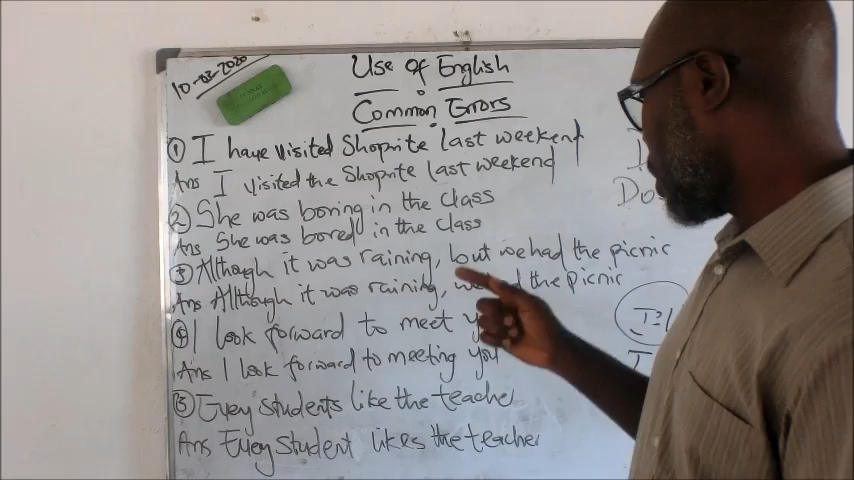 10-03-2020
Use of English
Common Errors
① I have visited Shoprite last weekend
Ans I visited the Shoprite last weekend
② She was boring in the class
Ans She was bored in the class
③ Although it was raining, but we had the picnic
Ans Although it was raining, we had the Picnic
④ I look forward to meet
Ans I look forward to meeting you
⑤ Every students like the teacher
Ans Every student likes the teacher